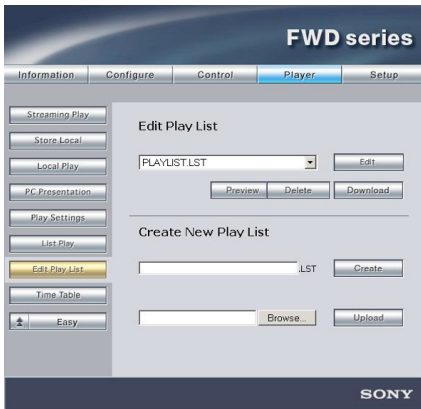 FWD series
Information Configure Control Player Setup
Streaming Play
Store Local
Local Play
PC Presentation
Play Settings
List Play
Edit Play List
Time Table
Easy
Edit Play List
PLAYLIST.LST Edit
Preview Delete Download
Create New Play List
.LST Create
Browse... Upload
SONY